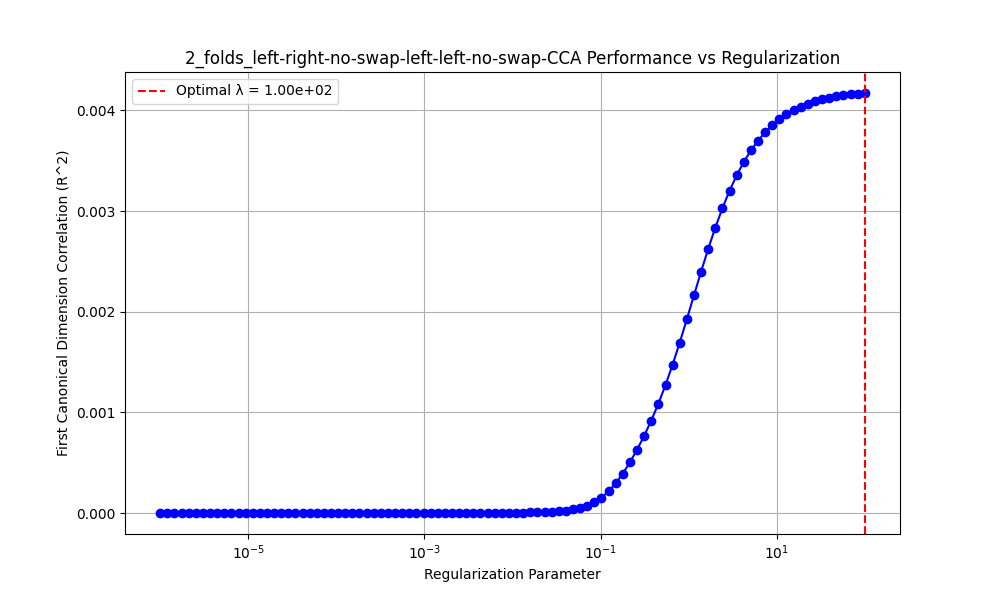 2_folds_left-right-no-swap-left-left-no-swap-CCA Performance vs Regularization
Optimal λ = 1.00e+02
First Canonical Dimension Correlation (R^2)
0.004
0.003
0.002
0.001
0.000
10⁻⁵
10⁻³
10⁻¹
10¹
Regularization Parameter